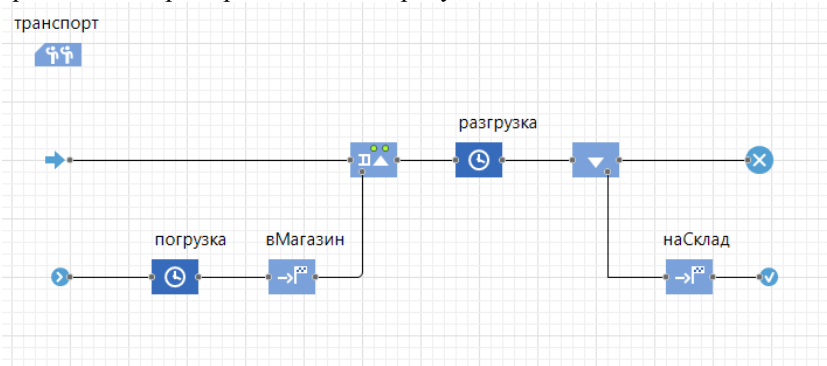 транспорт
разгрузка
погрузка
вМагазин
наСклад